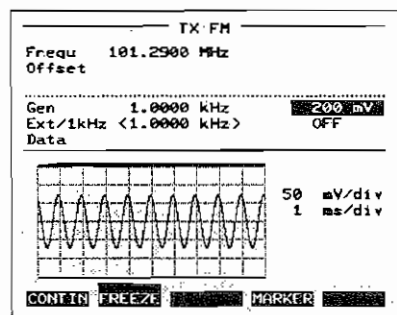 TX FM
Frequ 101.2900 MHz
Offset
Gen 1.0000 kHz 200 mV
Ext/1kHz <1.0000 kHz> OFF
Data
50 mV/div
1 ms/div
CONTIN FREEZE MARKER